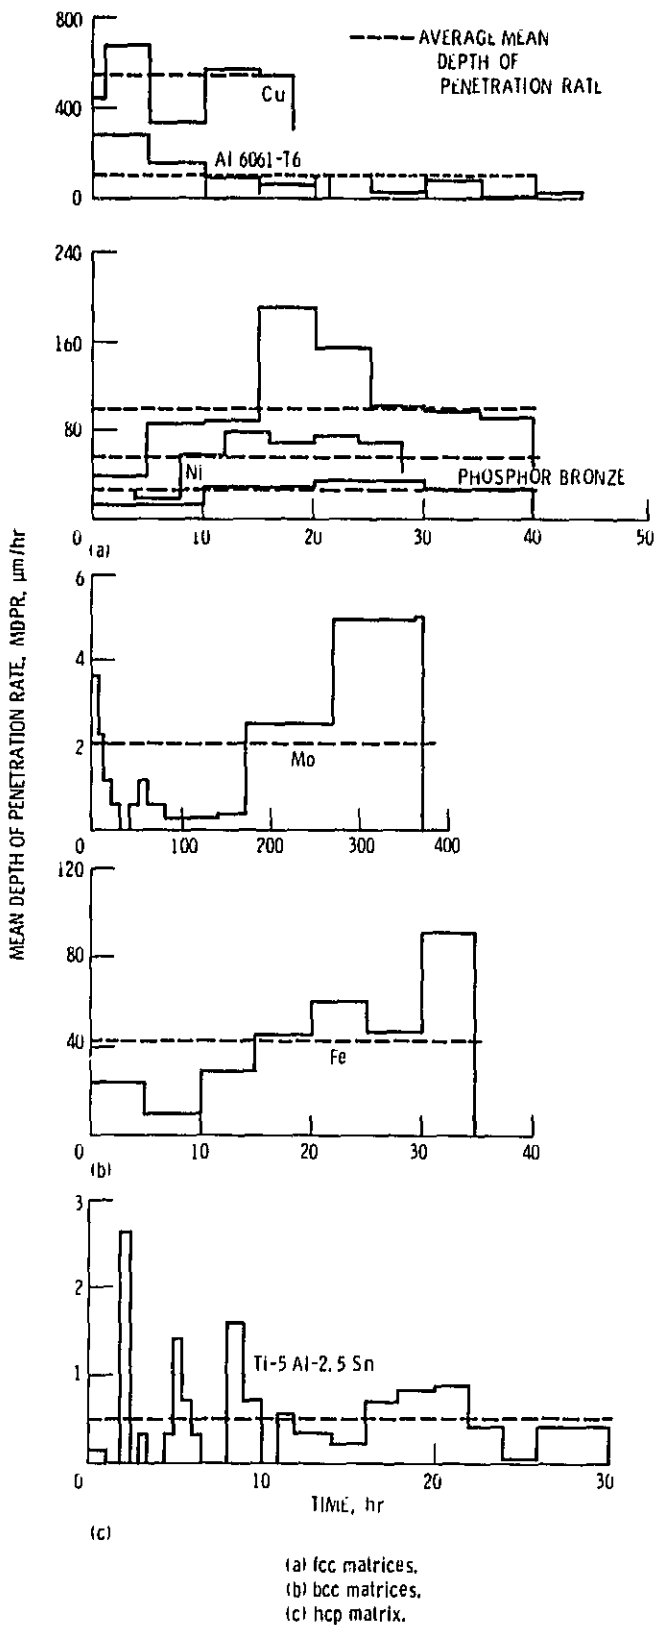 800
AVERAGE MEAN
DEPTH OF
PENETRATION RATE
600
Cu
400
200
Al 6061-T6
0
240
160
80
Ni
PHOSPHOR BRONZE
0 10 20 30 40 50
(a)
MEAN DEPTH OF PENETRATION RATE, MDPR, μm/hr
6
4
2
Mo
0 100 200 300 400
120
80
40
Fe
0 10 20 30 40
(b)
3
2
Ti-5 Al-2.5 Sn
1
0 10 20 30
TIME, hr
(c)
(a) fcc matrices.
(b) bcc matrices.
(c) hcp matrix.